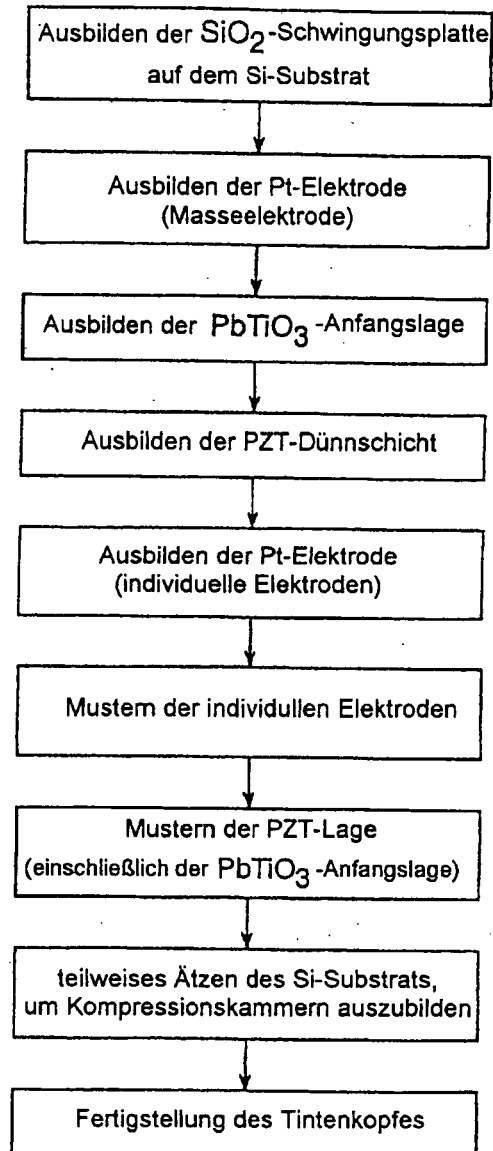 Ausbilden der SiO₂-Schwingungsplatte
auf dem Si-Substrat
Ausbilden der Pt-Elektrode
(Masseelektrode)
Ausbilden der PbTiO₃-Anfangslage
Ausbilden der PZT-Dünnschicht
Ausbilden der Pt-Elektrode
(individuelle Elektroden)
Mustern der individullen Elektroden
Mustern der PZT-Lage
(einschließlich der PbTiO₃-Anfangslage)
teilweises Ätzen des Si-Substrats,
um Kompressionskammern auszubilden
Fertigstellung des Tintenkopfes